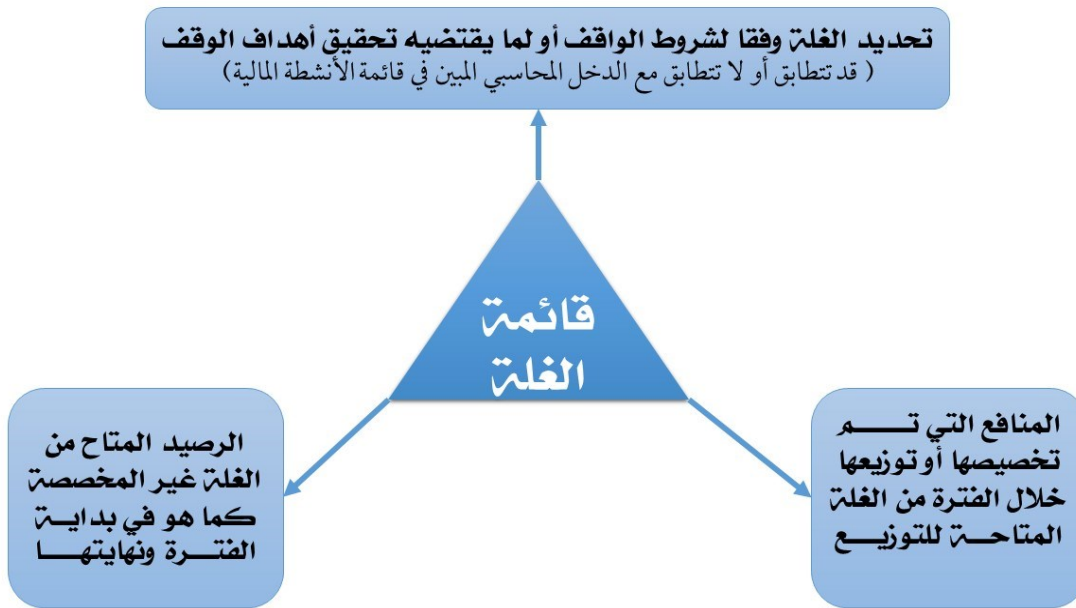 تحديد الغلة وفقا لشروط الواقف أو لما يقتضيه تحقيق أهداف الوقف
( قد تتطابق أو لا تتطابق مع الدخل المحاسبي المبين في قائمة الأنشطة المالية)
قائمة
الغلة
المنافع التي تم
تخصيصها أو توزيعها
خلال الفترة من الغلة
المتاحة للتوزيع
الرصيد المتاح من
الغلة غير المخصصة
كما هو في بداية
الفترة ونهايتها